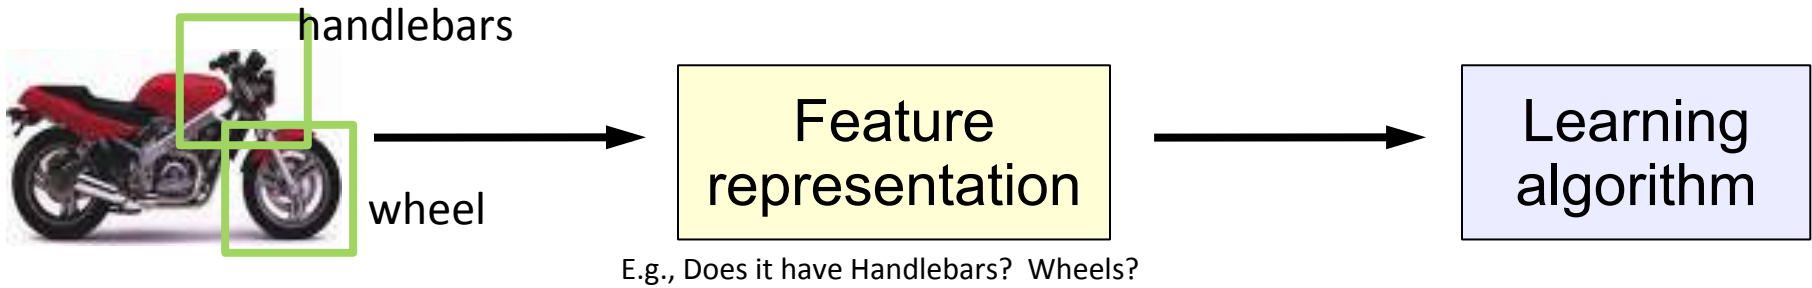 handlebars
wheel
Feature
representation
E.g., Does it have Handlebars?  Wheels?
Learning
algorithm